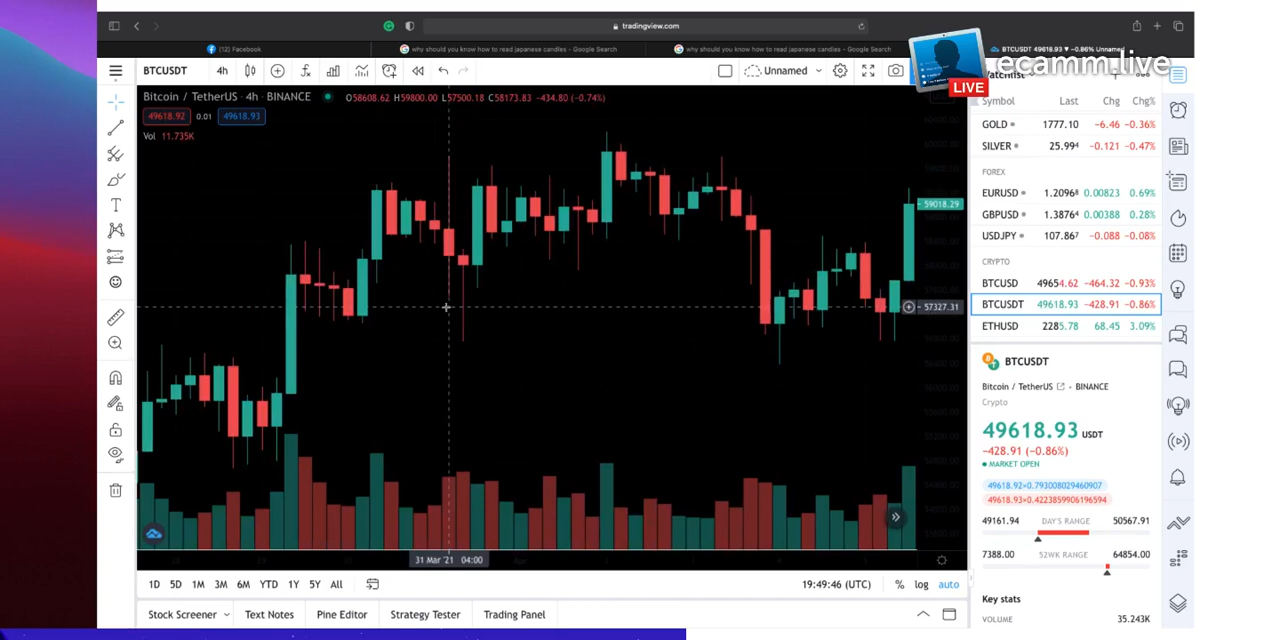 tradingview.com
(12) Facebook
why should you know how to read japanese candles - Google Search
why should you know how to read japanese candles - Google Search
BTCUSDT 49618.93 ▼ −0.86% Unnamed
ecamm.live
LIVE
BTCUSDT 4h
Unnamed
Bitcoin / TetherUS · 4h · BINANCE
O58608.62 H59800.00 L57500.18 C58173.83 −434.80 (−0.74%)
49618.92 0.01 49618.93
Vol 11.735K
59018.29
57327.31
31 Mar '21 04:00
1D 5D 1M 3M 6M YTD 1Y 5Y All
19:49:46 (UTC) % log auto
Stock Screener Text Notes Pine Editor Strategy Tester Trading Panel
Symbol Last Chg Chg%
GOLD 1777.10 −6.46 −0.36%
SILVER 25.994 −0.121 −0.47%
FOREX
EURUSD 1.20968 0.00823 0.69%
GBPUSD 1.38764 0.00388 0.28%
USDJPY 107.867 −0.088 −0.08%
CRYPTO
BTCUSD 49654.62 −464.32 −0.93%
BTCUSDT 49618.93 −428.91 −0.86%
ETHUSD 2285.78 68.45 3.09%
BTCUSDT
Bitcoin / TetherUS · BINANCE
Crypto
49618.93 USDT
−428.91 (−0.86%)
MARKET OPEN
49618.92×0.793008029460907
49618.93×0.4223859906196594
49161.94 DAY'S RANGE 50567.91
7388.00 52WK RANGE 64854.00
Key stats
VOLUME 35.243K